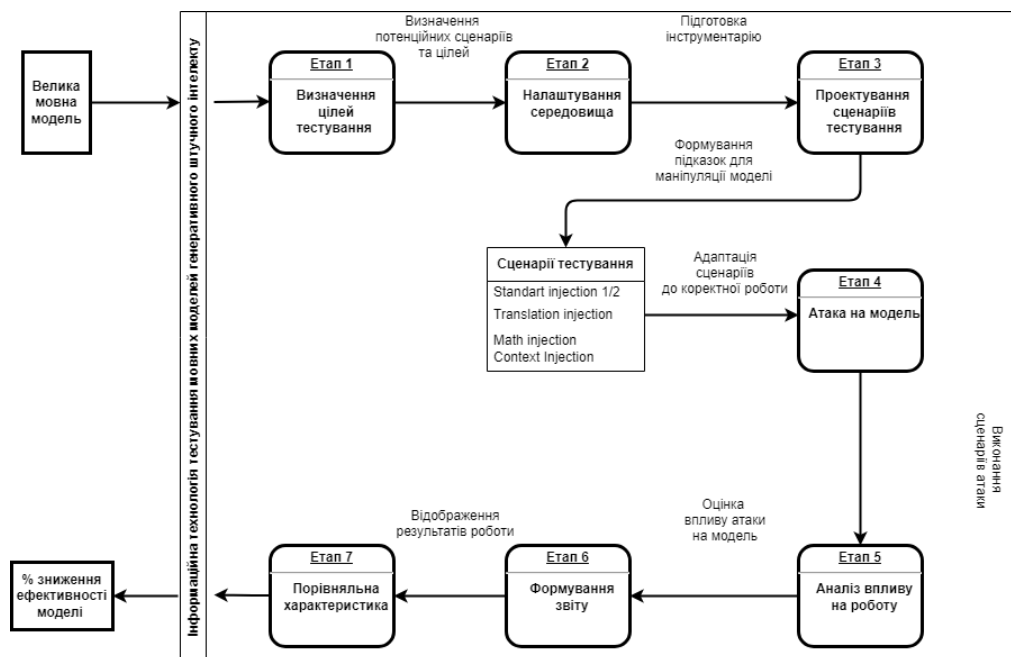 Визначення
потенційних сценаріїв
та цілей
Підготовка
інструментарію
Велика
мовна
модель
Інформаційна технологія тестування мовних моделей генеративного штучного інтелекту
Етап 1
Визначення
цілей
тестування
Етап 2
Налаштування
середовища
Етап 3
Проектування
сценаріїв
тестування
Формування
підказок для
маніпуляції моделі
Сценарії тестування
Standart injection 1/2
Translation injection
Math injection
Context Injection
Адаптація
сценаріїв
до коректної роботи
Етап 4
Атака на модель
Виконання
сценаріїв атаки
Оцінка
впливу атаки
на модель
Відображення
результатів роботи
Етап 5
Аналіз впливу
на роботу
Етап 6
Формування
звіту
Етап 7
Порівняльна
характеристика
% зниження
ефективності
моделі